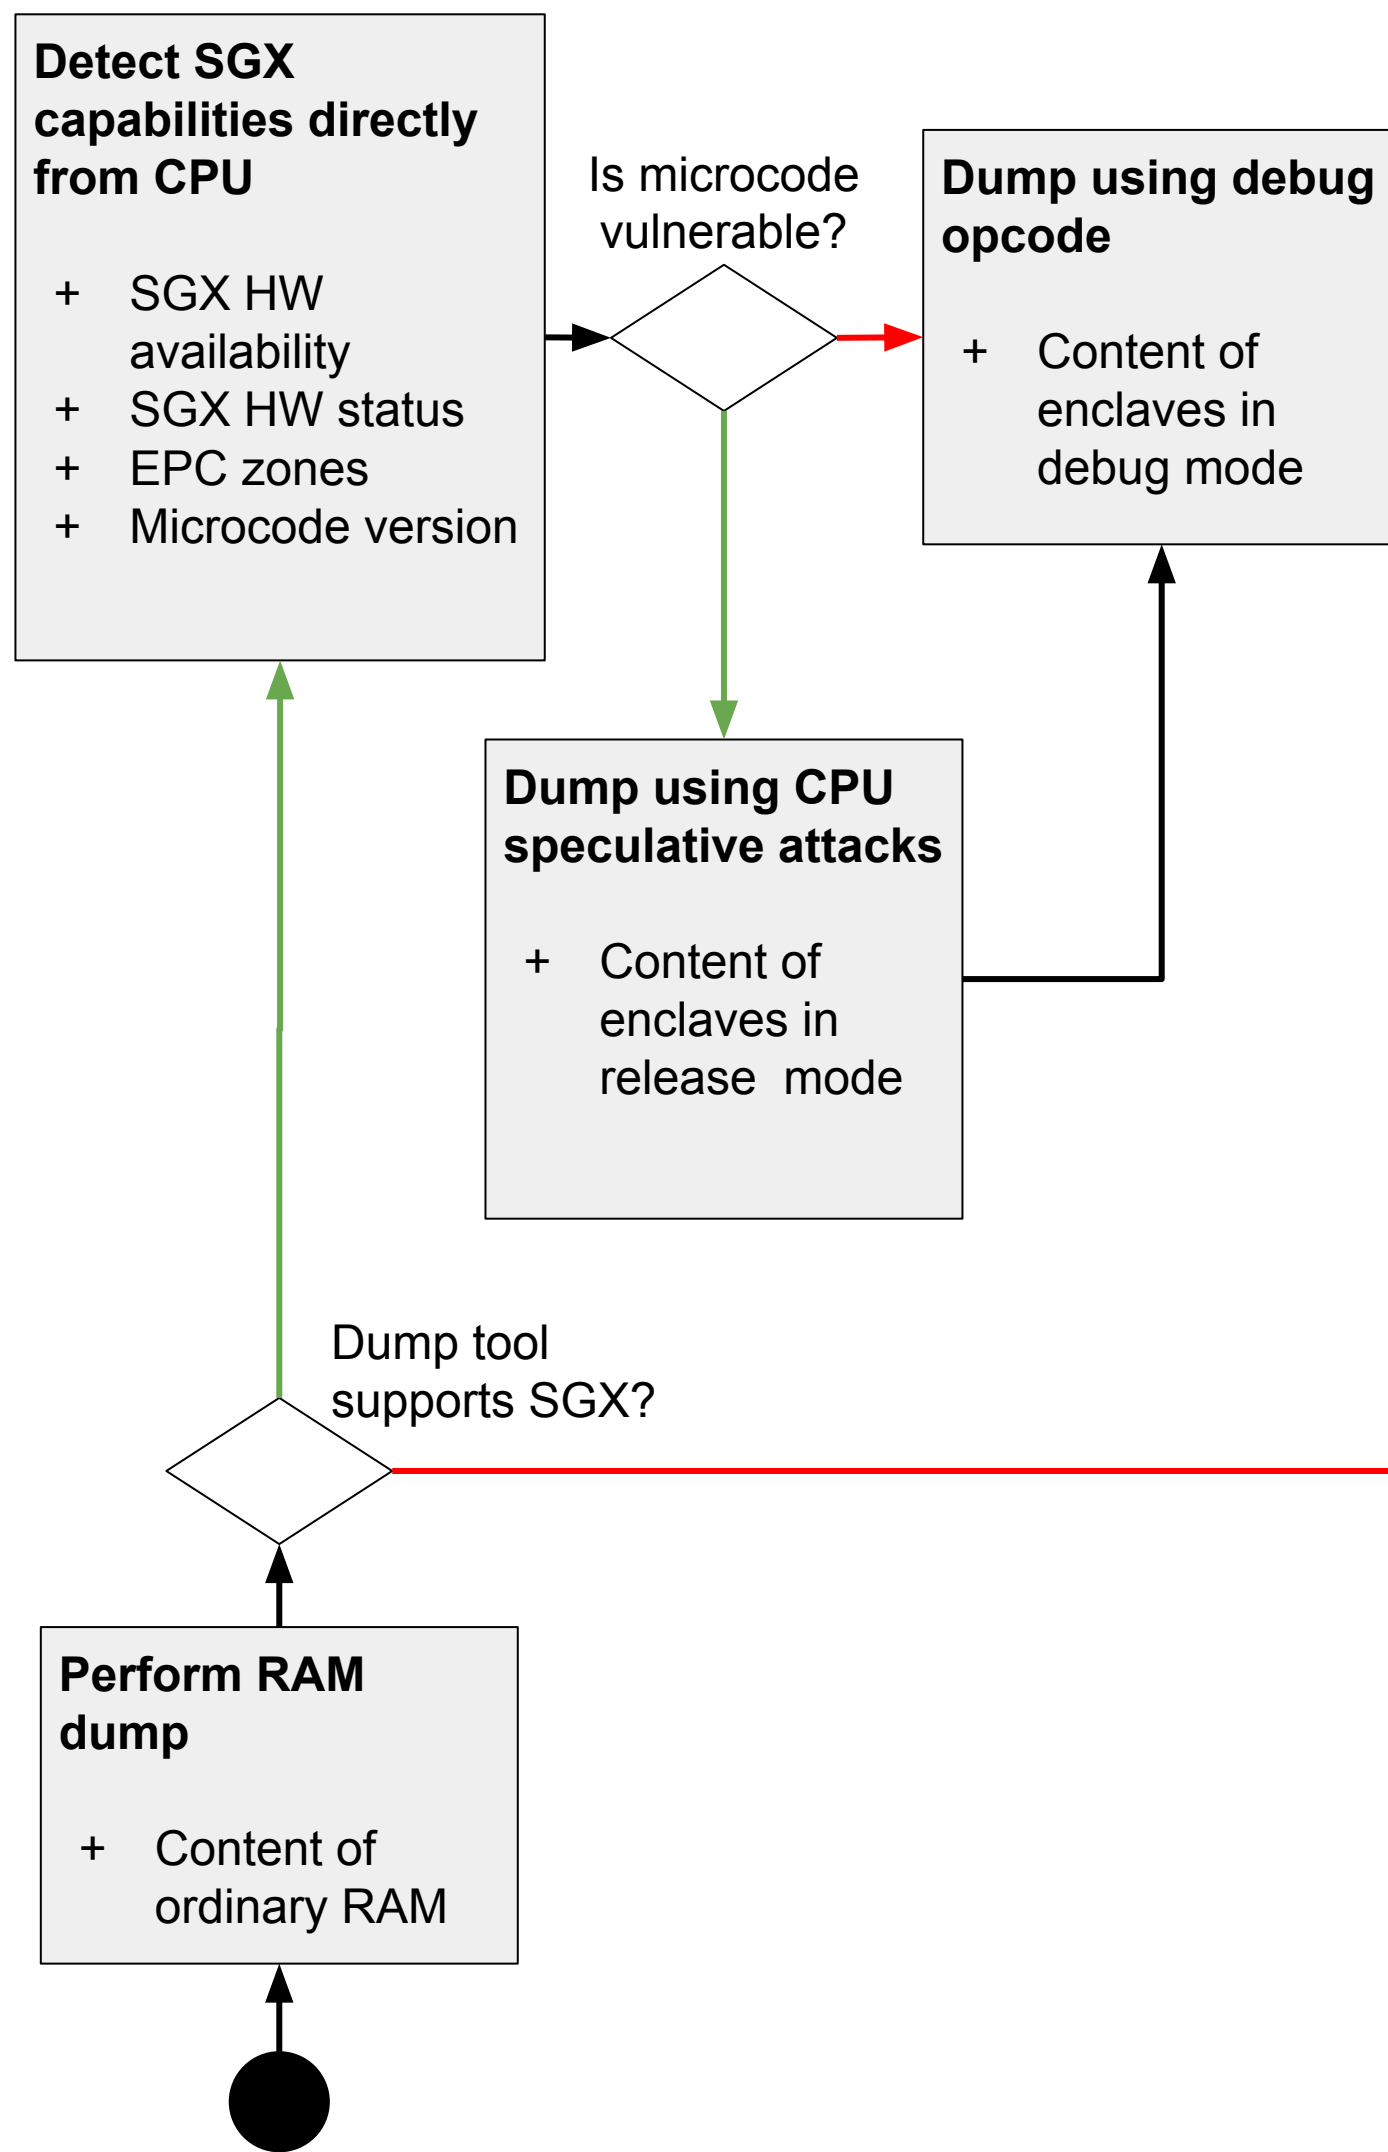 Detect SGX
capabilities directly
from CPU
+ SGX HW
availability
+ SGX HW status
+ EPC zones
+ Microcode version
Is microcode
vulnerable?
Dump using debug
opcode
+ Content of
enclaves in
debug mode
Dump using CPU
speculative attacks
+ Content of
enclaves in
release mode
Dump tool
supports SGX?
Perform RAM
dump
+ Content of
ordinary RAM